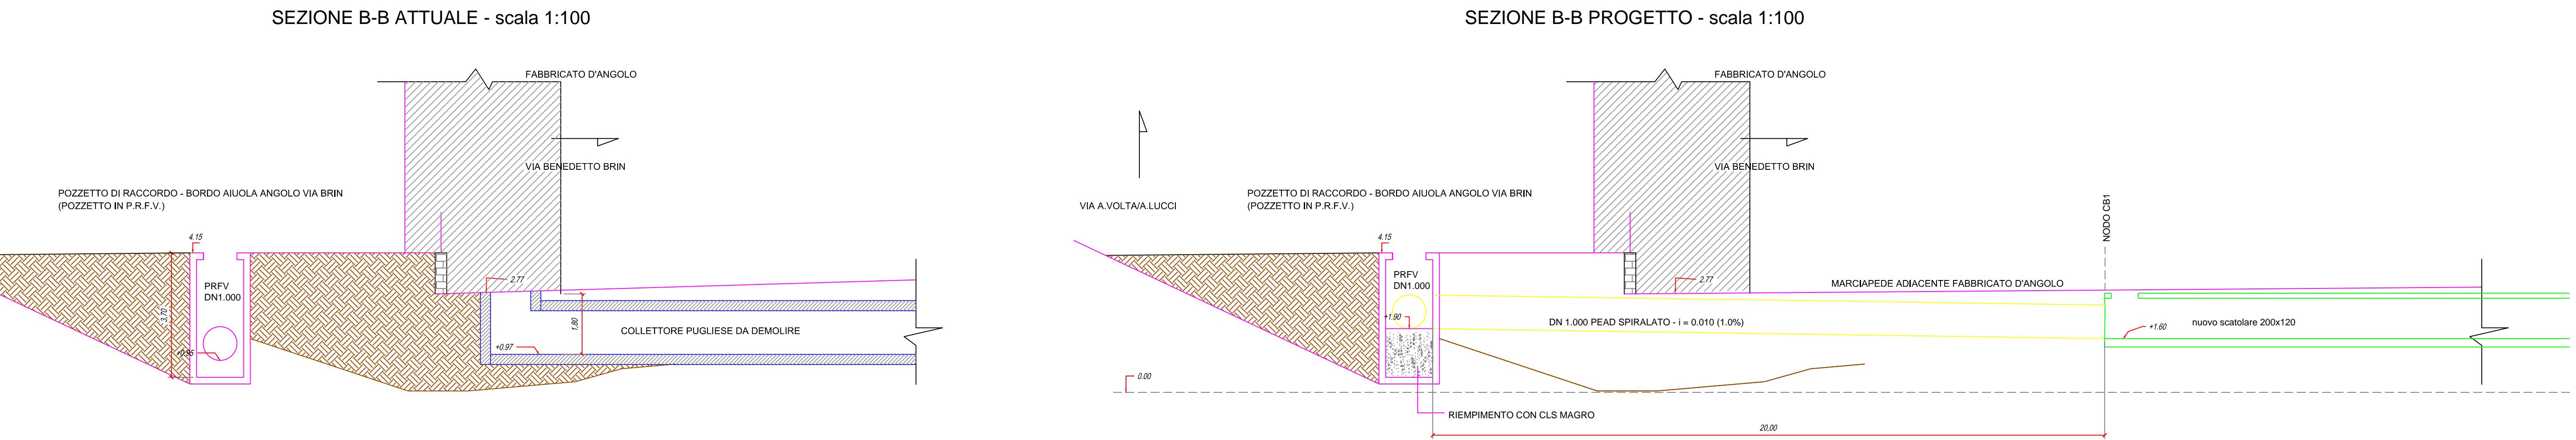 SEZIONE B-B ATTUALE - scala 1:100
FABBRICATO D'ANGOLO
VIA BENEDETTO BRIN
POZZETTO DI RACCORDO - BORDO AIUOLA ANGOLO VIA BRIN
(POZZETTO IN P.R.F.V.)
4.15
PRFV
DN1.000
3,70
+0.95
2.77
1,80
COLLETTORE PUGLIESE DA DEMOLIRE
+0.97
SEZIONE B-B PROGETTO - scala 1:100
FABBRICATO D'ANGOLO
VIA BENEDETTO BRIN
POZZETTO DI RACCORDO - BORDO AIUOLA ANGOLO VIA BRIN
(POZZETTO IN P.R.F.V.)
VIA A.VOLTA/A.LUCCI
NODO CB1
4.15
PRFV
DN1.000
+1.90
2.77
MARCIAPEDE ADIACENTE FABBRICATO D'ANGOLO
DN 1.000 PEAD SPIRALATO - i = 0.010 (1.0%)
+1.60
nuovo scatolare 200x120
0.00
RIEMPIMENTO CON CLS MAGRO
20,00